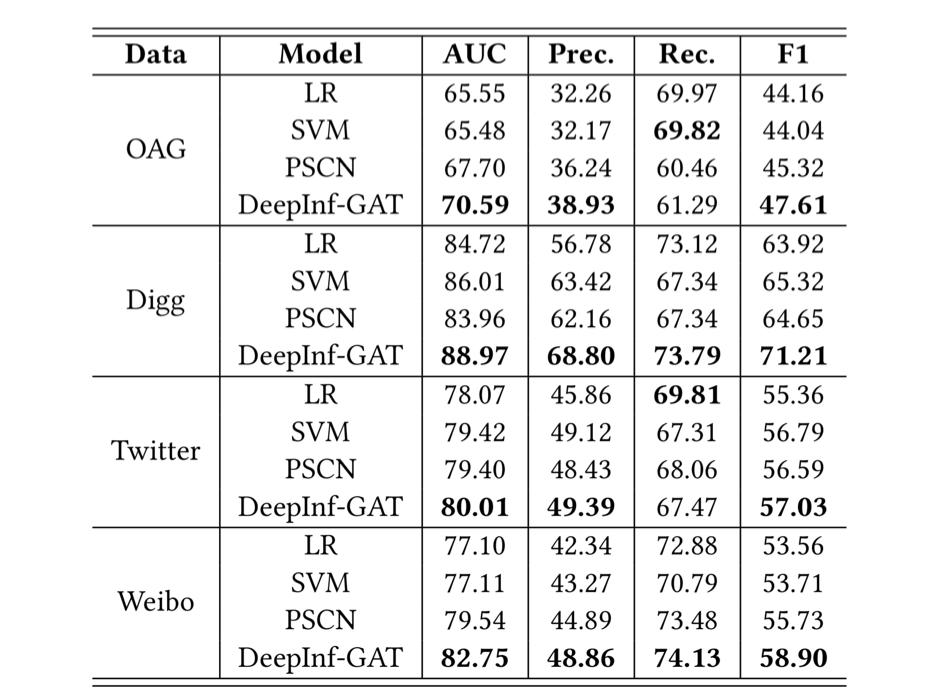 Data Model AUC Prec. Rec. F1
OAG
LR 65.55 32.26 69.97 44.16
SVM 65.48 32.17 69.82 44.04
PSCN 67.70 36.24 60.46 45.32
DeepInf-GAT 70.59 38.93 61.29 47.61
Digg
LR 84.72 56.78 73.12 63.92
SVM 86.01 63.42 67.34 65.32
PSCN 83.96 62.16 67.34 64.65
DeepInf-GAT 88.97 68.80 73.79 71.21
Twitter
LR 78.07 45.86 69.81 55.36
SVM 79.42 49.12 67.31 56.79
PSCN 79.40 48.43 68.06 56.59
DeepInf-GAT 80.01 49.39 67.47 57.03
Weibo
LR 77.10 42.34 72.88 53.56
SVM 77.11 43.27 70.79 53.71
PSCN 79.54 44.89 73.48 55.73
DeepInf-GAT 82.75 48.86 74.13 58.90